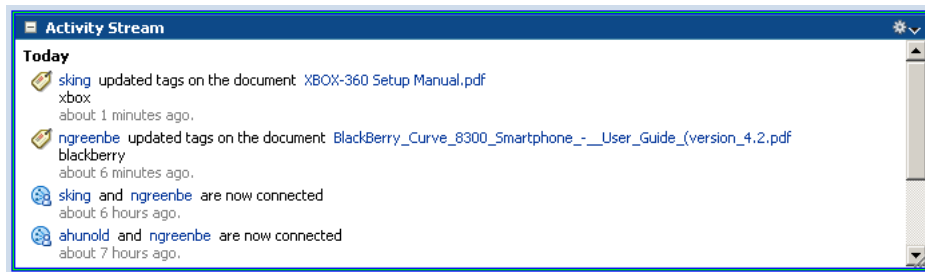 Activity Stream
Today
sking updated tags on the document XBOX-360 Setup Manual.pdf
xbox
about 1 minutes ago.
ngreenbe updated tags on the document BlackBerry_Curve_8300_Smartphone_-__User_Guide_(version_4.2.pdf
blackberry
about 6 minutes ago.
sking and ngreenbe are now connected
about 6 hours ago.
ahunold and ngreenbe are now connected
about 7 hours ago.